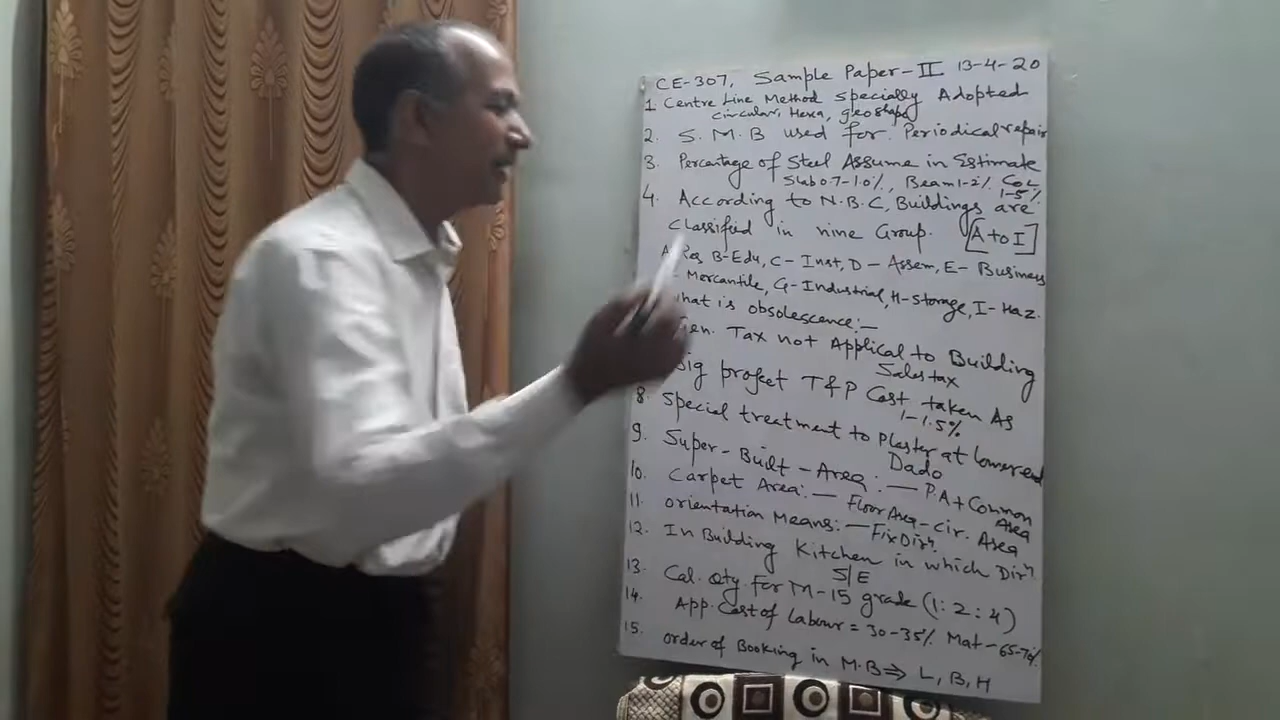 CE-307, Sample Paper-II 13-4-20
1. Centre Line Method Specially Adopted
circular, Hexa, geoshape
2. S.M.B used for Periodical repair
3. Percantage of Steel Assume in Estimate
Slab 0.7-1.0%, Beam 1-2% COL
1-5%
4. According to N.B.C, Buildings are
Classified in nine Group. [A to I]
A-Res B-Edu, C- Inst, D- Assem, E- Business
Mercantile, G-Industrial, H-Storage, I-Haz.
what is obsolescence:-
Gen. Tax not Applical to Building
Sales tax
Big project T&P Cost taken As
1-1.5%
8. Special treatment to Plaster at lower end
Dado
9. Super-Built-Area: — P.A + Common
Area
10. Carpet Area: — Floor Area - Cir. Area
11. Orientation Means: — Fix Dirn.
12. In Building Kitchen in which Dirn
S/E
13. Cal. Qty. For M-15 grade (1:2:4)
14. App. Cost of Labour = 30-35% Mat-65-70%
15. order of Booking in M.B ⇒ L, B, H